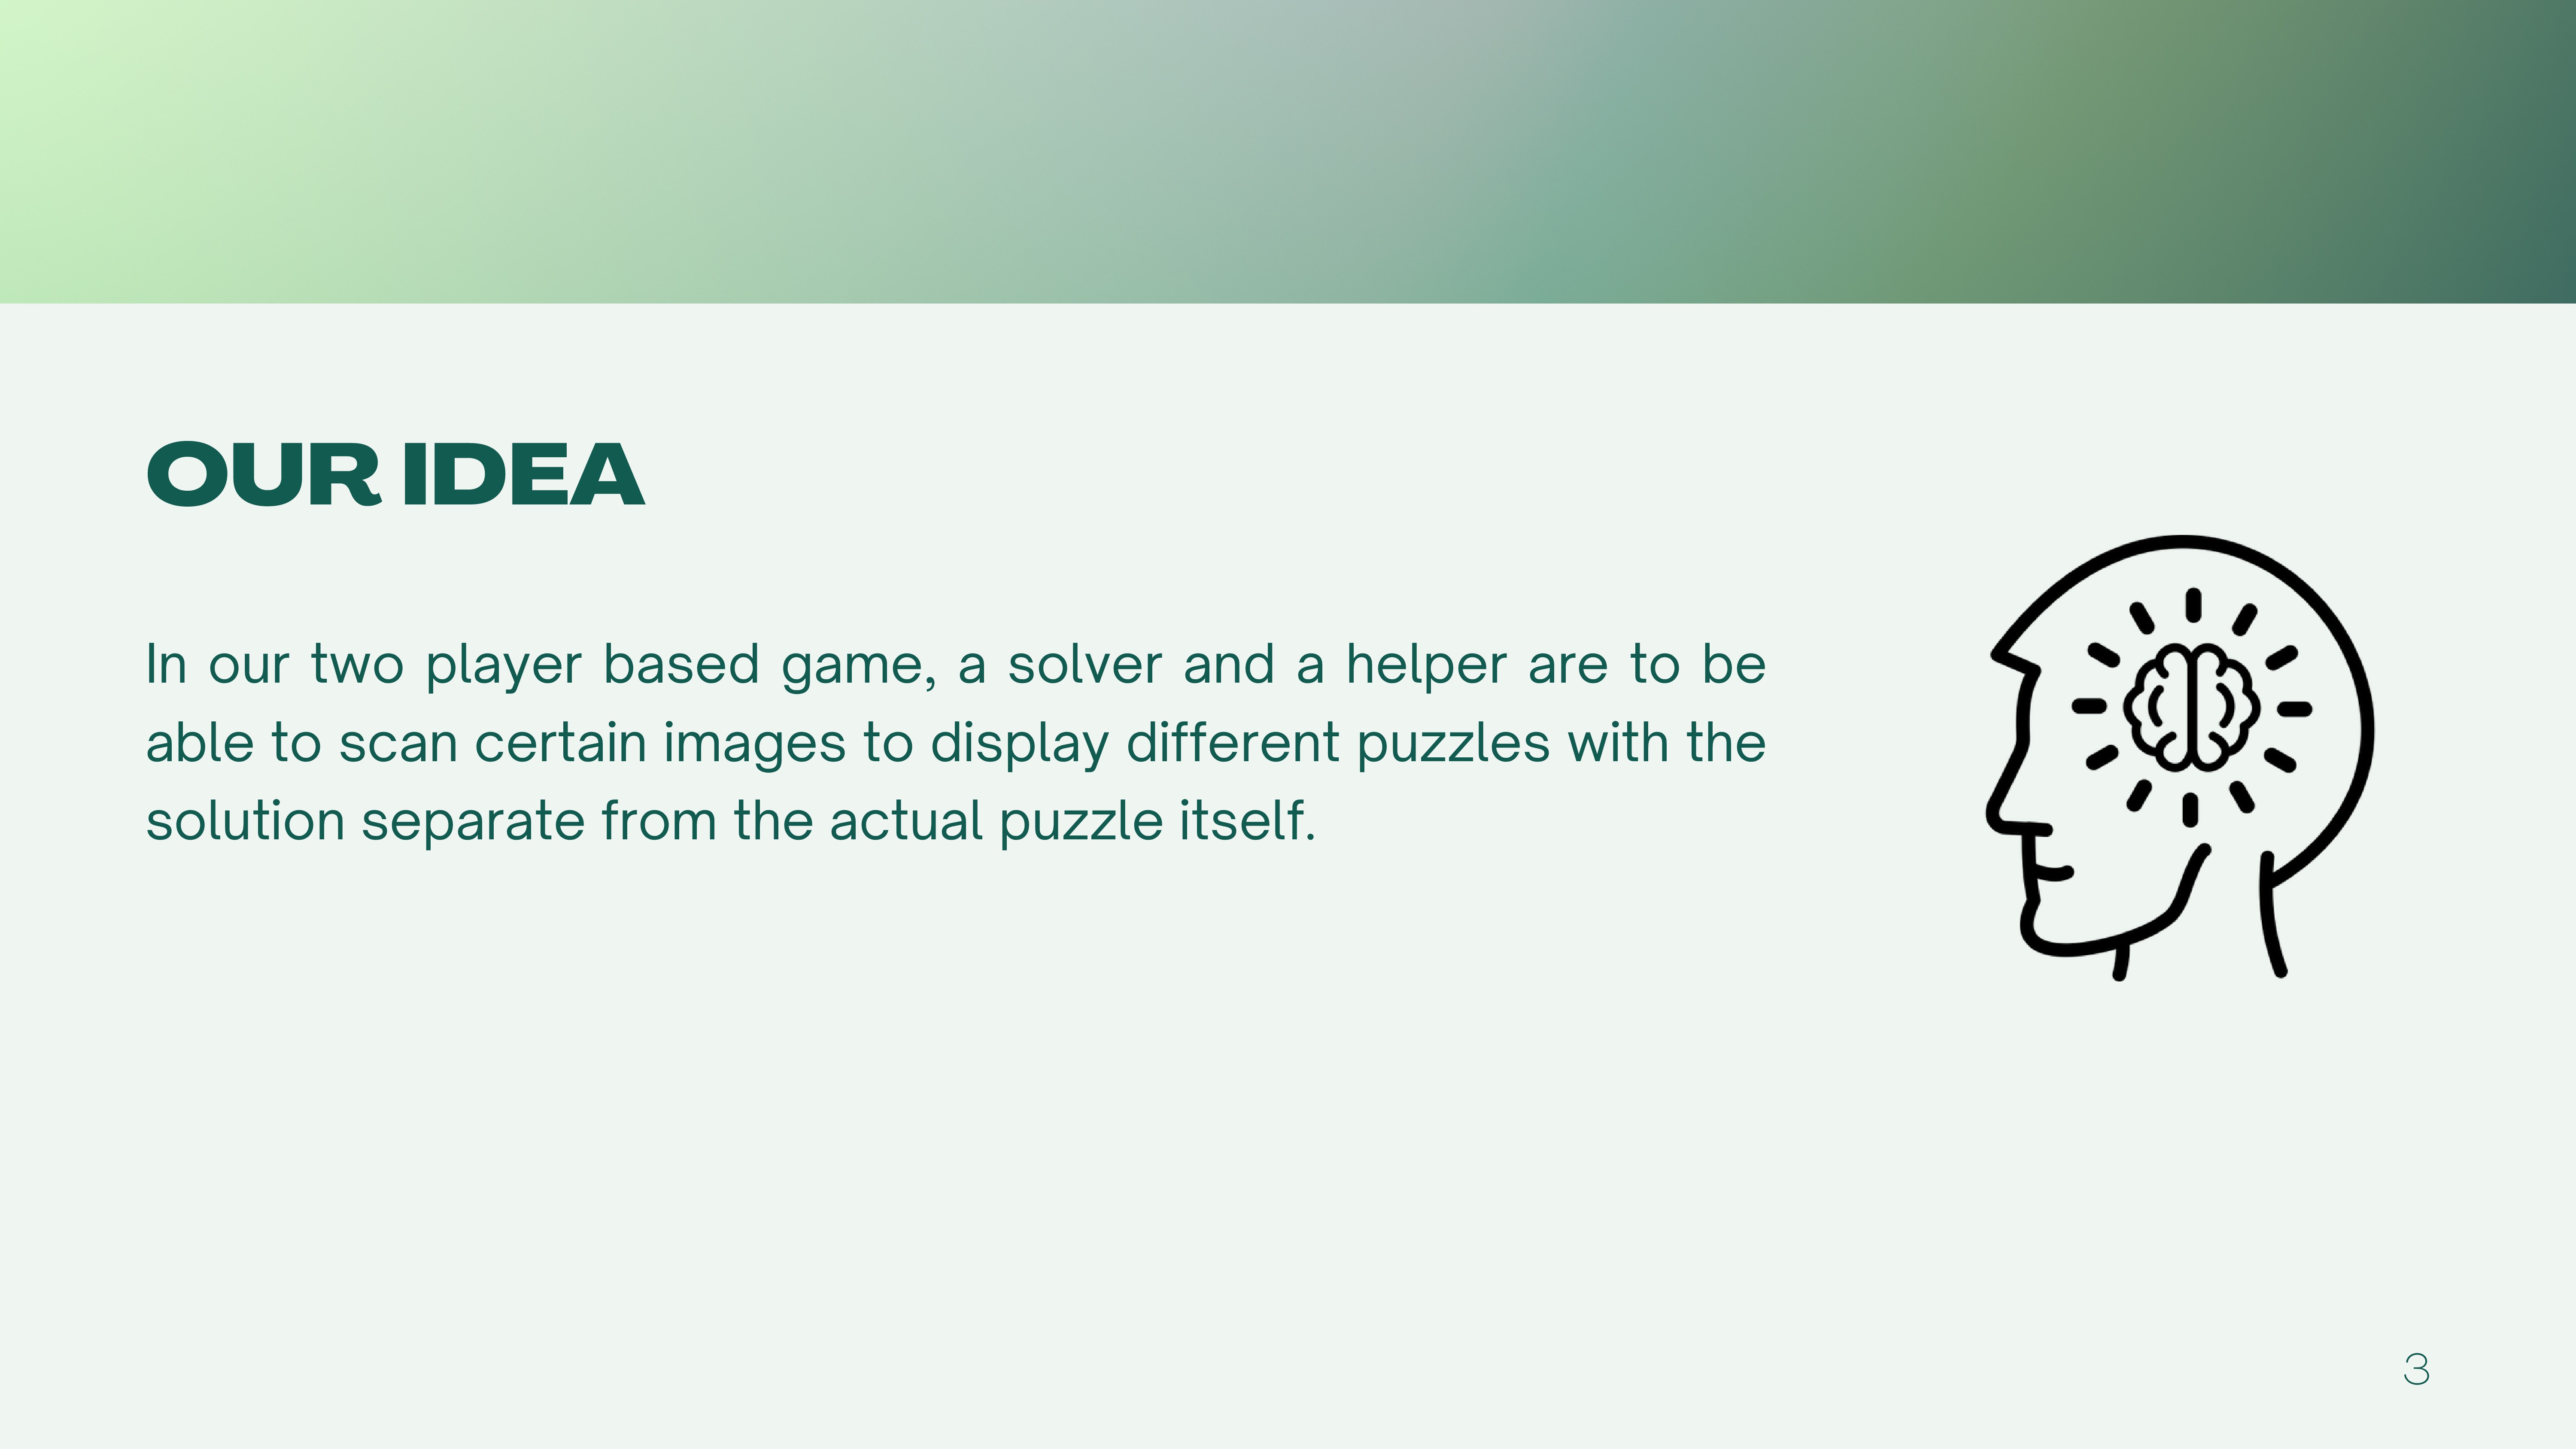 OUR IDEA
In our two player based game, a solver and a helper are to be
able to scan certain images to display different puzzles with the
solution separate from the actual puzzle itself.
3